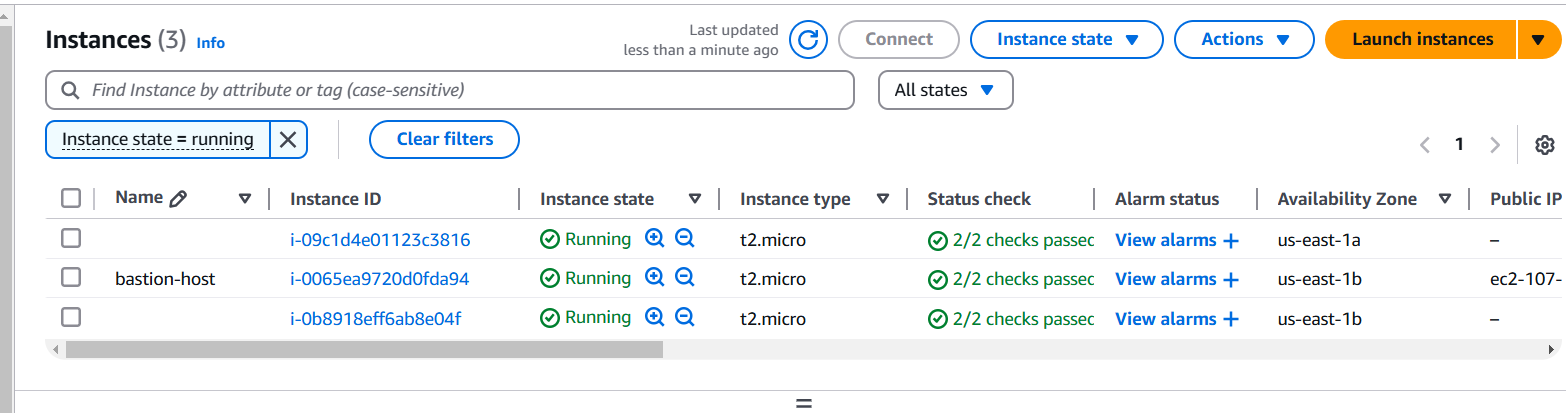 Instances (3) Info
Last updated
less than a minute ago
Connect Instance state Actions Launch instances
Find Instance by attribute or tag (case-sensitive)
All states
Instance state = running
Clear filters
1
Name Instance ID Instance state Instance type Status check Alarm status Availability Zone Public IP
i-09c1d4e01123c3816 Running t2.micro 2/2 checks passed View alarms + us-east-1a –
bastion-host i-0065ea9720d0fda94 Running t2.micro 2/2 checks passed View alarms + us-east-1b ec2-107-
i-0b8918eff6ab8e04f Running t2.micro 2/2 checks passed View alarms + us-east-1b –